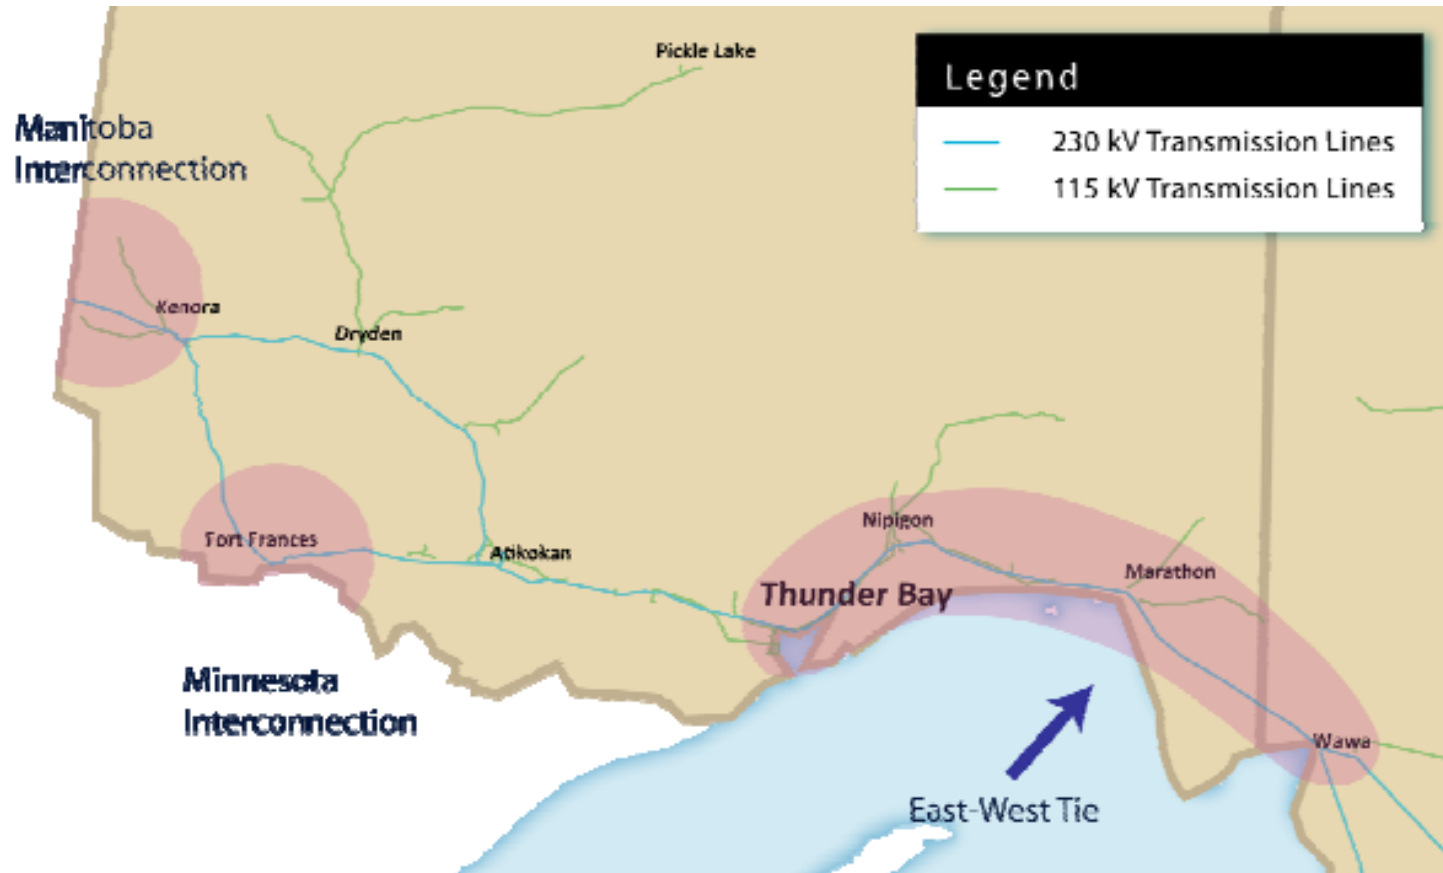 Pickle Lake
Legend
230 kV Transmission Lines
115 kV Transmission Lines
Manitoba
Interconnection
Kenora
Dryden
Nipigon
Fort Frances
Atikokan
Marathon
Thunder Bay
Minnesota
Interconnection
Wawa
East-West Tie